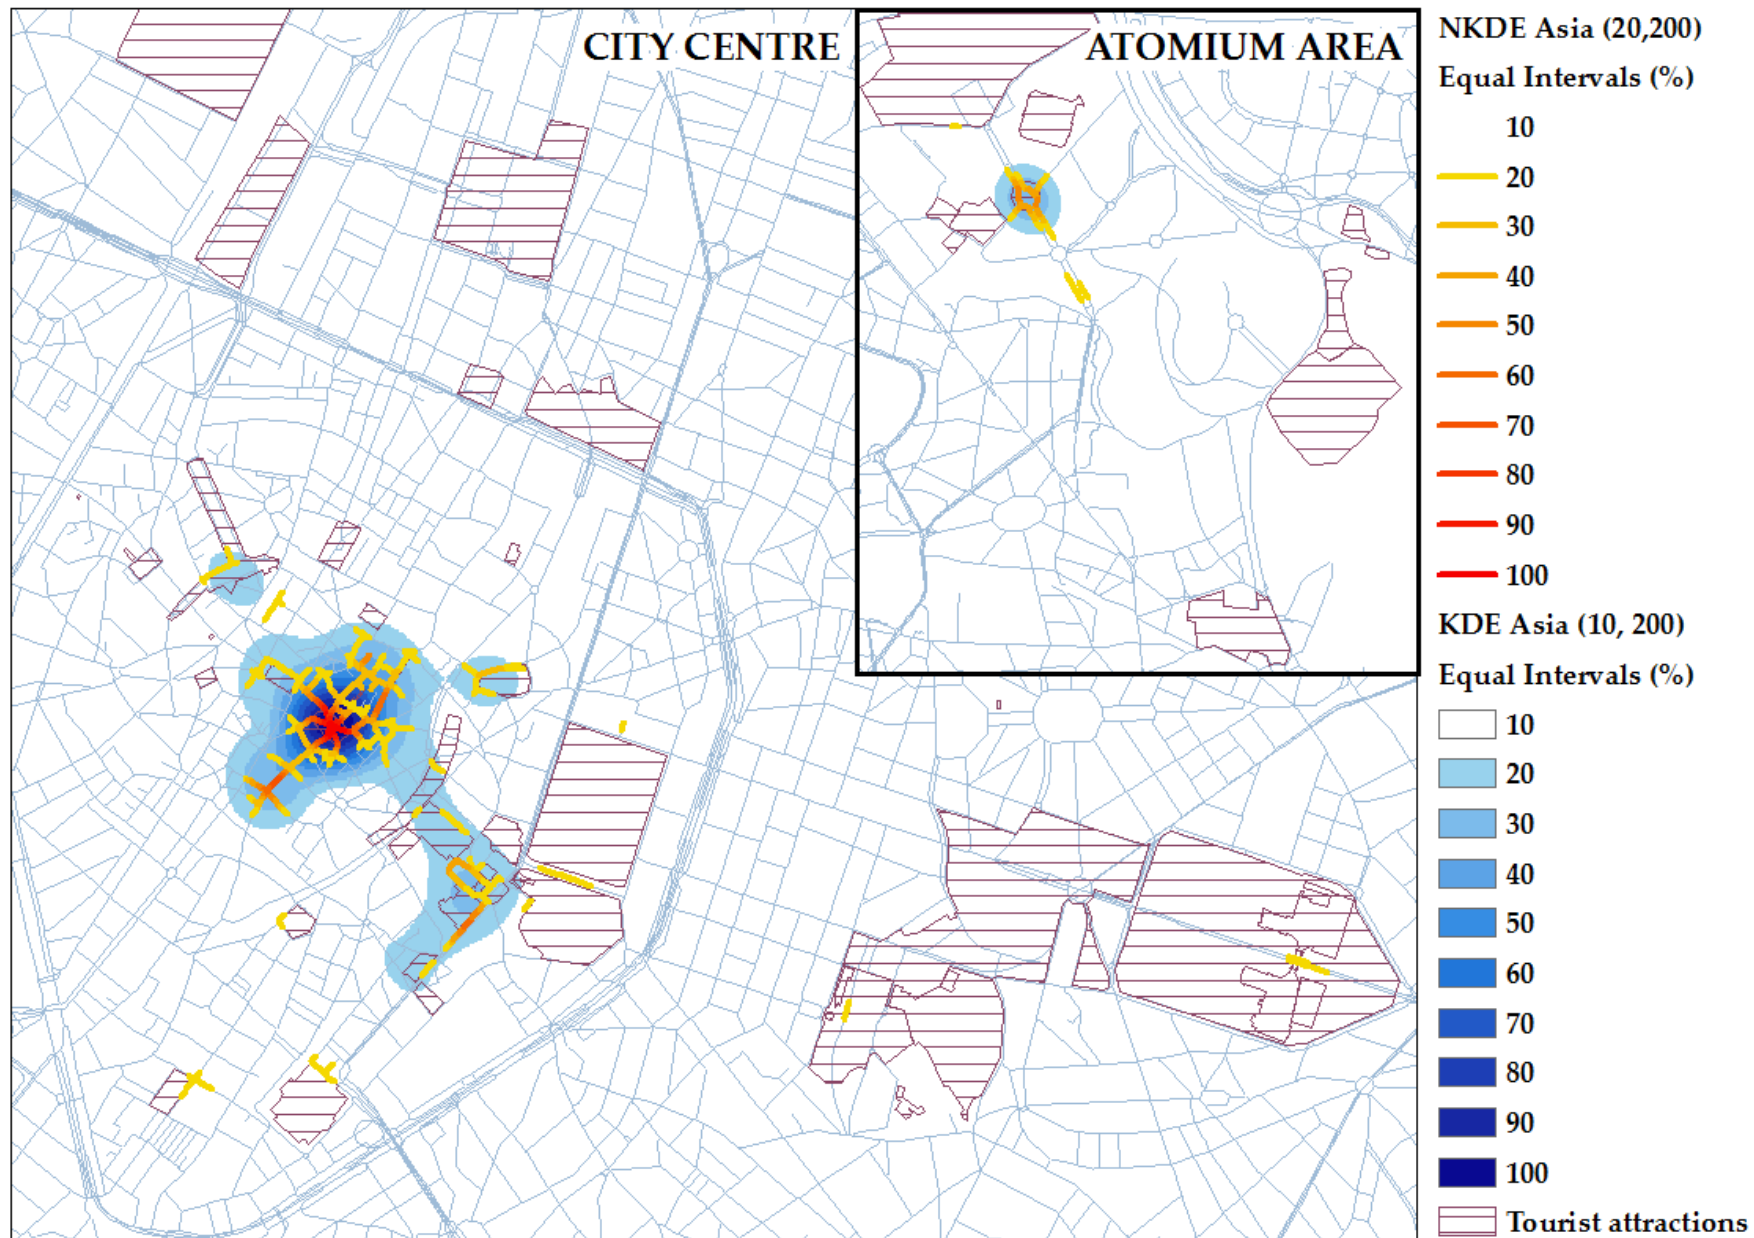 CITY CENTRE
ATOMIUM AREA
NKDE Asia (20,200)
Equal Intervals (%)
10
20
30
40
50
60
70
80
90
100
KDE Asia (10, 200)
Equal Intervals (%)
10
20
30
40
50
60
70
80
90
100
Tourist attractions